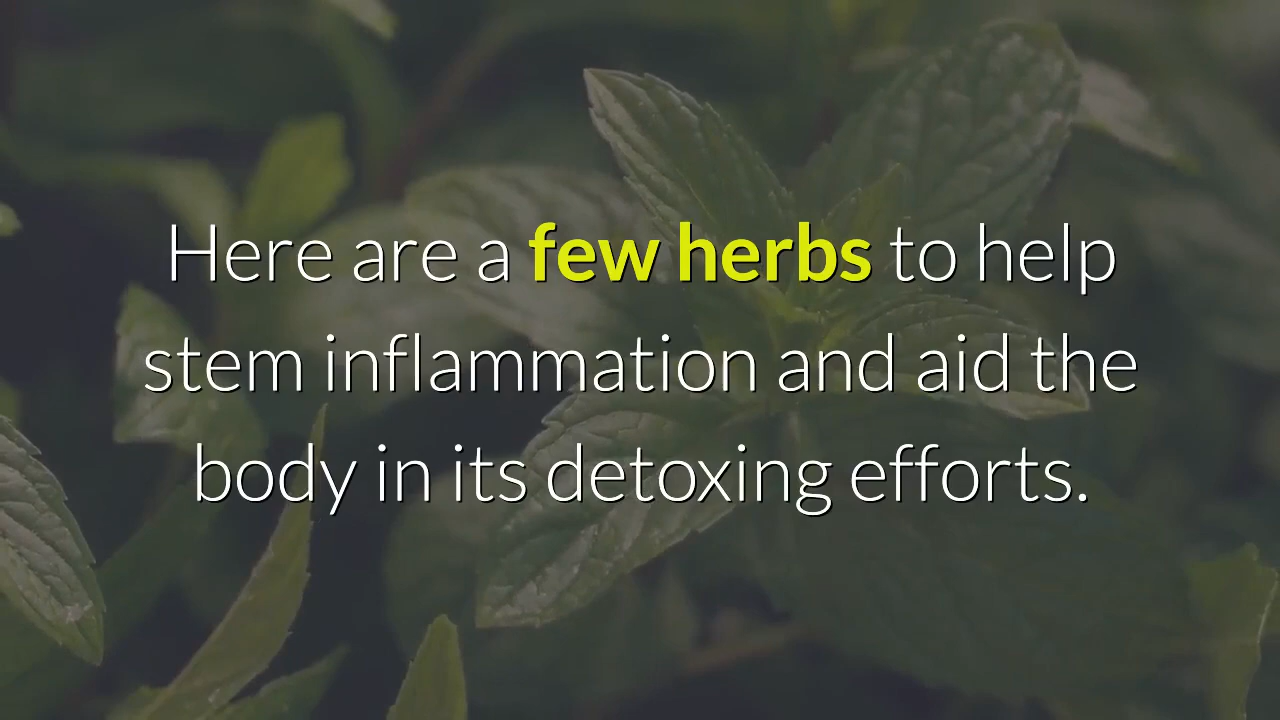 Here are a few herbs to help
stem inflammation and aid the
body in its detoxing efforts.